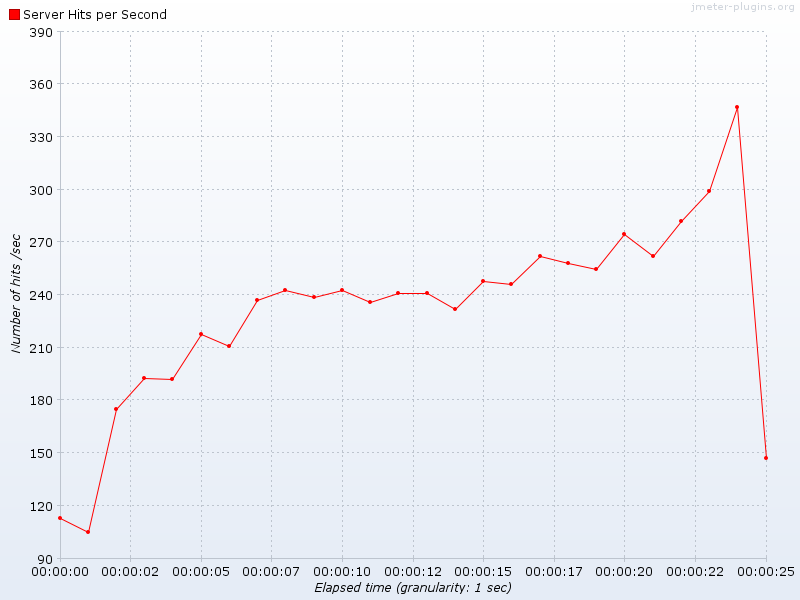 jmeter-plugins.org
Server Hits per Second
390
360
330
300
270
240
210
180
150
120
90
Number of hits /sec
00:00:00 00:00:02 00:00:05 00:00:07 00:00:10 00:00:12 00:00:15 00:00:17 00:00:20 00:00:22 00:00:25
Elapsed time (granularity: 1 sec)